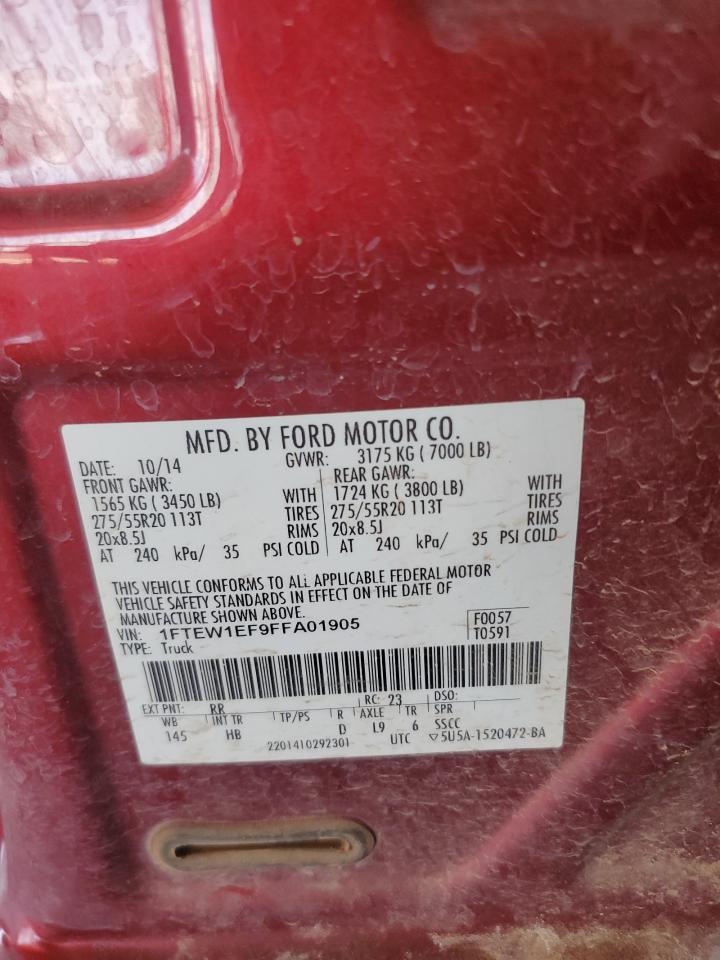 MFD. BY FORD MOTOR CO.
DATE: 10/14 GVWR: 3175 KG ( 7000 LB)
FRONT GAWR: REAR GAWR:
1565 KG ( 3450 LB) WITH 1724 KG ( 3800 LB) WITH
275/55R20 113T TIRES 275/55R20 113T TIRES
20x8.5J RIMS 20x8.5J RIMS
AT 240 kPa/ 35 PSI COLD AT 240 kPa/ 35 PSI COLD
THIS VEHICLE CONFORMS TO ALL APPLICABLE FEDERAL MOTOR
VEHICLE SAFETY STANDARDS IN EFFECT ON THE DATE OF
MANUFACTURE SHOWN ABOVE.
VIN: 1FTEW1EF9FFA01905 F0057
TYPE: Truck T0591
EXT PNT: RR RC: 23 DSO:
WB INT TR TP/PS R AXLE TR SPR
145 HB D L9 6 SSCC
2201410292301 UTC ▽5U5A-1520472-BA